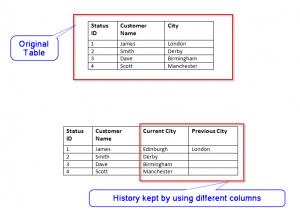 Original
Table
Status Customer City
ID Name
1 James London
2 Smith Derby
3 Dave Birmingham
4 Scott Manchester
Status Customer Current City Previous City
ID Name
1 James Edinburgh London
2 Smith Derby
3 Dave Birmingham
4 Scott Manchester
History kept by using different columns